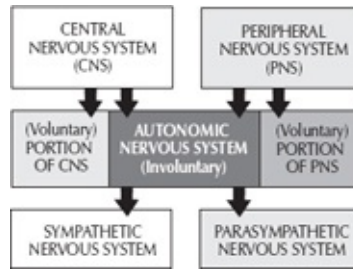 CENTRAL
NERVOUS SYSTEM
(CNS)
PERIPHERAL
NERVOUS SYSTEM
(PNS)
(Voluntary)
PORTION
OF CNS
AUTONOMIC
NERVOUS SYSTEM
(Involuntary)
(Voluntary)
PORTION
OF PNS
SYMPATHETIC
NERVOUS SYSTEM
PARASYMPATHETIC
NERVOUS SYSTEM